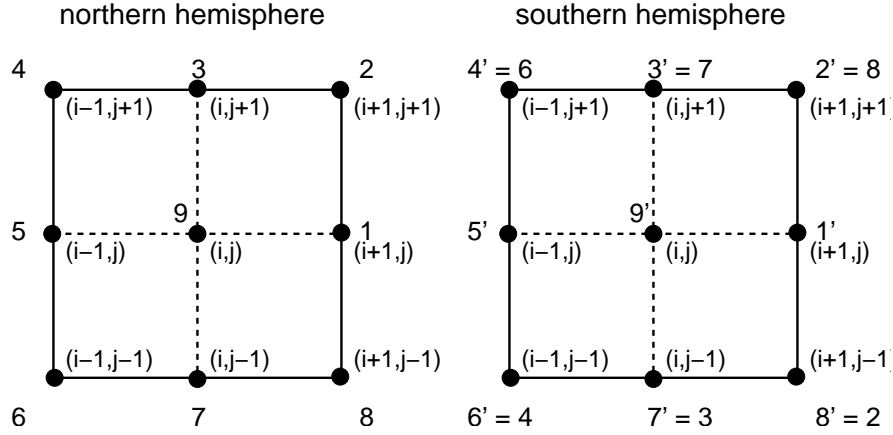 northern hemisphere
4 3 2
(i−1,j+1) (i,j+1) (i+1,j+1)
5 9 1
(i−1,j) (i,j) (i+1,j)
(i−1,j−1) (i,j−1) (i+1,j−1)
6 7 8
southern hemisphere
4' = 6 3' = 7 2' = 8
(i−1,j+1) (i,j+1) (i+1,j+1)
5' 9' 1'
(i−1,j) (i,j) (i+1,j)
(i−1,j−1) (i,j−1) (i+1,j−1)
6' = 4 7' = 3 8' = 2